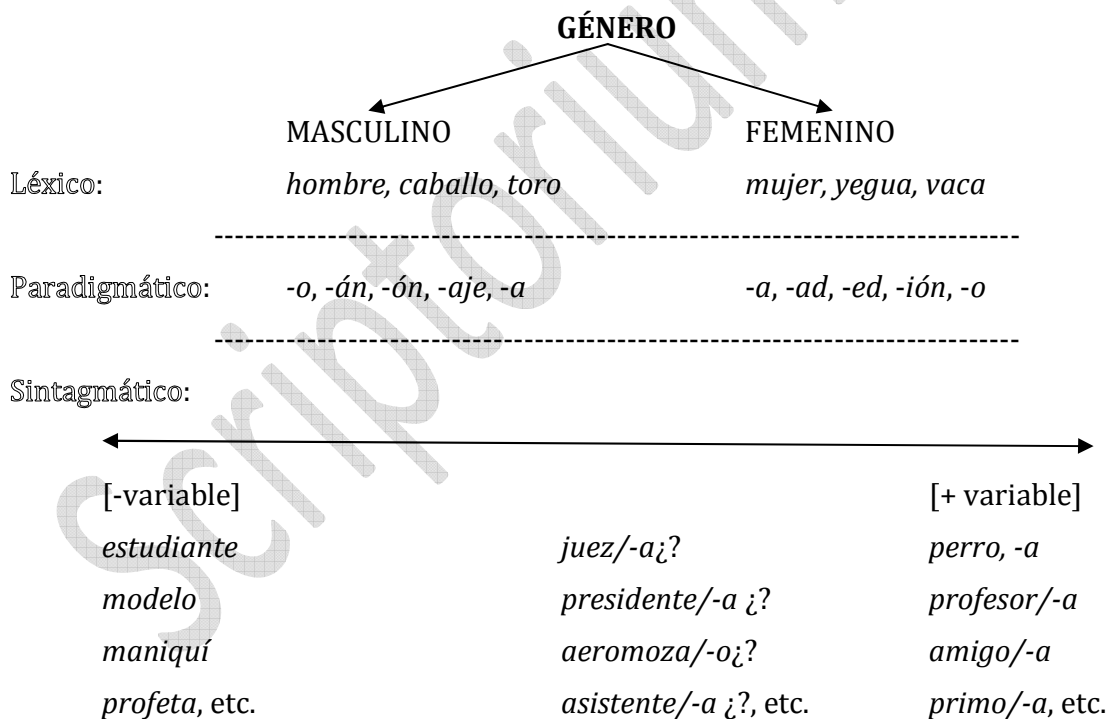 GÉNERO
MASCULINO FEMENINO
Léxico: hombre, caballo, toro mujer, yegua, vaca
Paradigmático: -o, -án, -ón, -aje, -a -a, -ad, -ed, -ión, -o
Sintagmático:
[-variable] [+ variable]
estudiante juez/-a¿? perro, -a
modelo presidente/-a ¿? profesor/-a
maniquí aeromoza/-o¿? amigo/-a
profeta, etc. asistente/-a ¿?, etc. primo/-a, etc.
Scriptorium